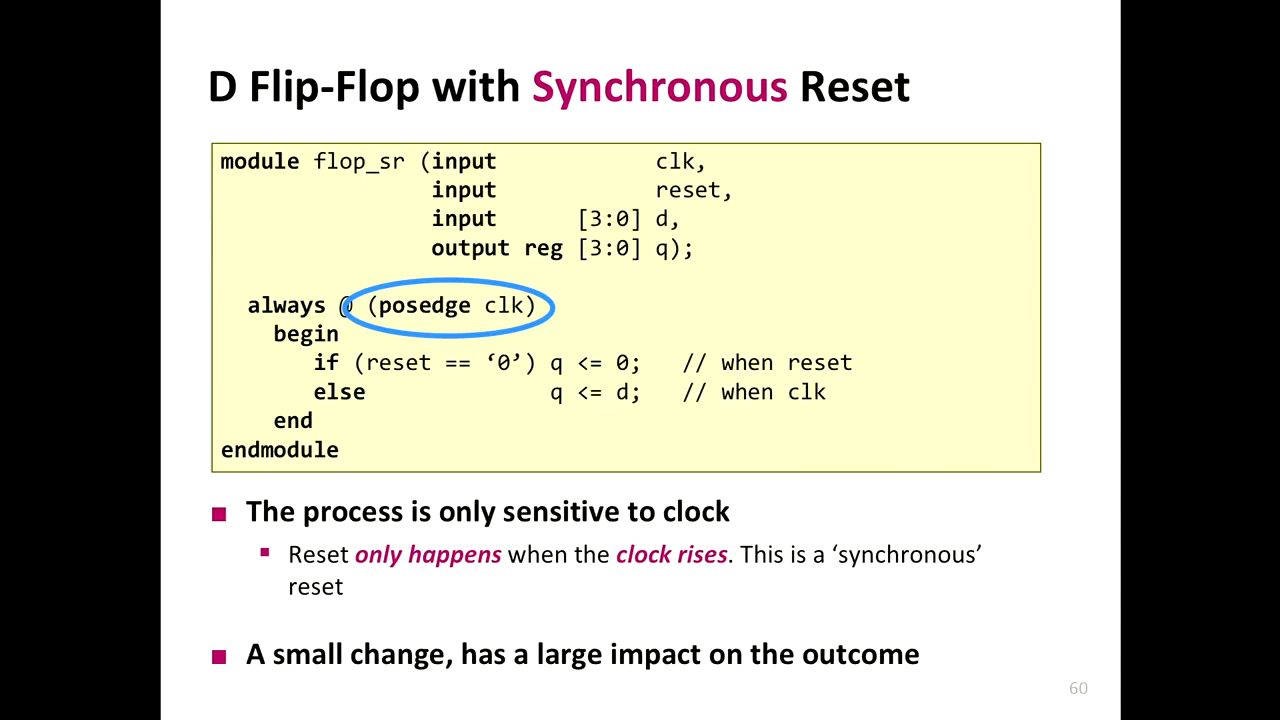 D Flip-Flop with Synchronous Reset
module flop_sr (input            clk,
                input            reset,
                input      [3:0] d,
                output reg [3:0] q);
  always @ (posedge clk)
    begin
       if (reset == ‘0’) q <= 0;   // when reset
       else              q <= d;   // when clk
    end
endmodule
■ The process is only sensitive to clock
▪ Reset only happens when the clock rises. This is a ‘synchronous’
reset
■ A small change, has a large impact on the outcome
60